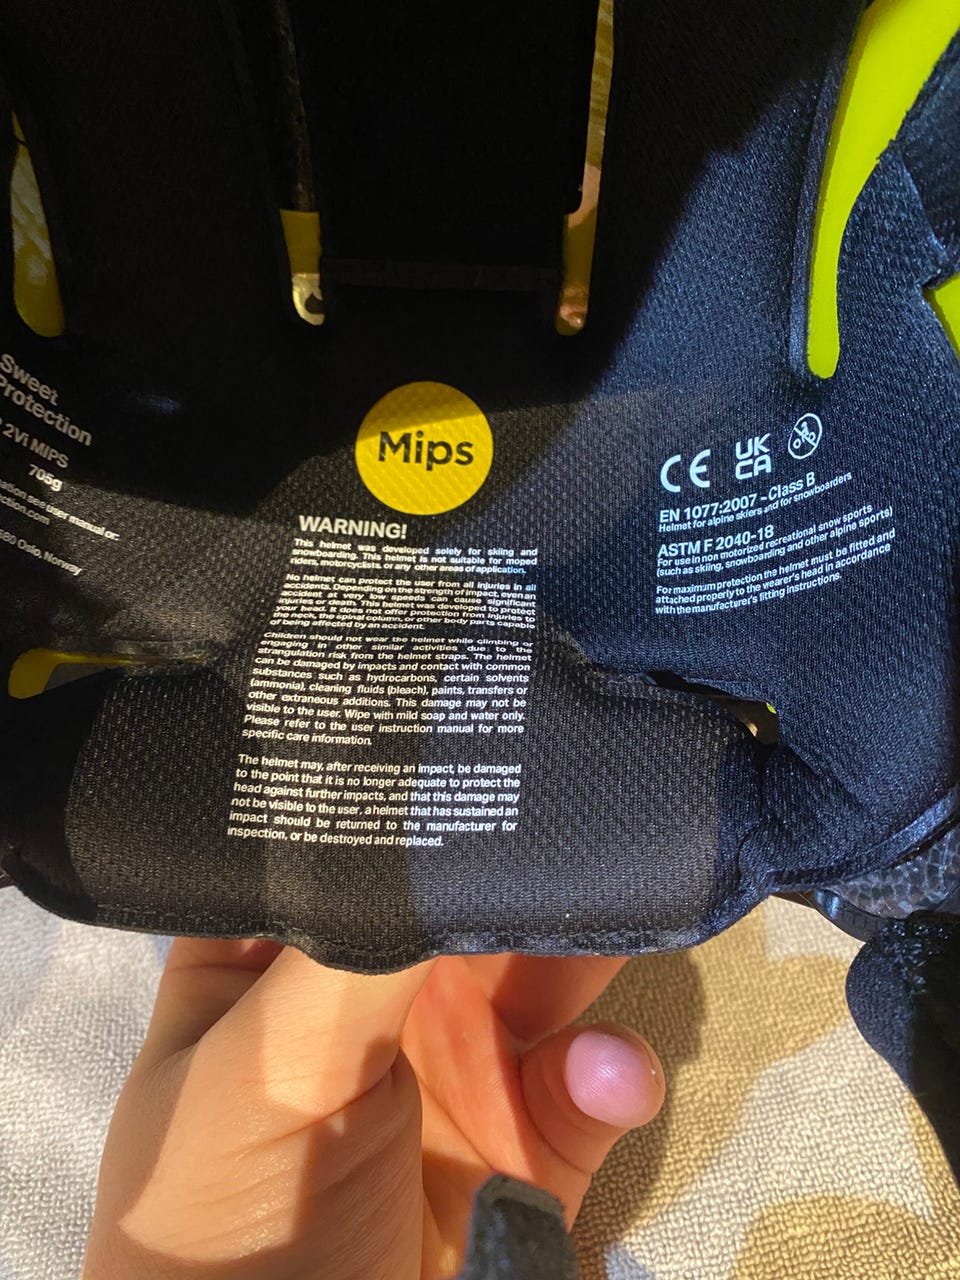 Sweet
Protection
2Vi MIPS
705g
see user manual or:
Oslo, Norway
Mips
WARNING!
This helmet was developed solely for skiing and
snowboarding. This helmet is not suitable for moped
riders, motorcyclists, or any other areas of application.
No helmet can protect the user from all injuries in all
accidents. Depending on the strength of impact, even an
accident at very low speeds can cause significant
injuries or death. This helmet was developed to protect
your head. It does not offer protection from injuries to
the neck, the spinal column, or other body parts capable
of being affected by an accident.
Children should not wear the helmet while climbing or
engaging in other similar activities due to the
strangulation risk from the helmet straps. The helmet
can be damaged by impacts and contact with common
substances such as hydrocarbons, certain solvents
(ammonia), cleaning fluids (bleach), paints, transfers or
other extraneous additions. This damage may not be
visible to the user. Wipe with mild soap and water only.
Please refer to the user instruction manual for more
specific care information.
The helmet may, after receiving an impact, be damaged
to the point that it is no longer adequate to protect the
head against further impacts, and that this damage may
not be visible to the user. a helmet that has sustained an
impact should be returned to the manufacturer for
inspection, or be destroyed and replaced.
CE UK
CA
EN 1077:2007 - Class B
Helmet for alpine skiers and for snowboarders
ASTM F 2040-18
For use in non motorized recreational snow sports
(such as skiing, snowboarding and other alpine sports)
For maximum protection the helmet must be fitted and
attached properly to the wearer's head in accordance
with the manufacturer's fitting instructions.